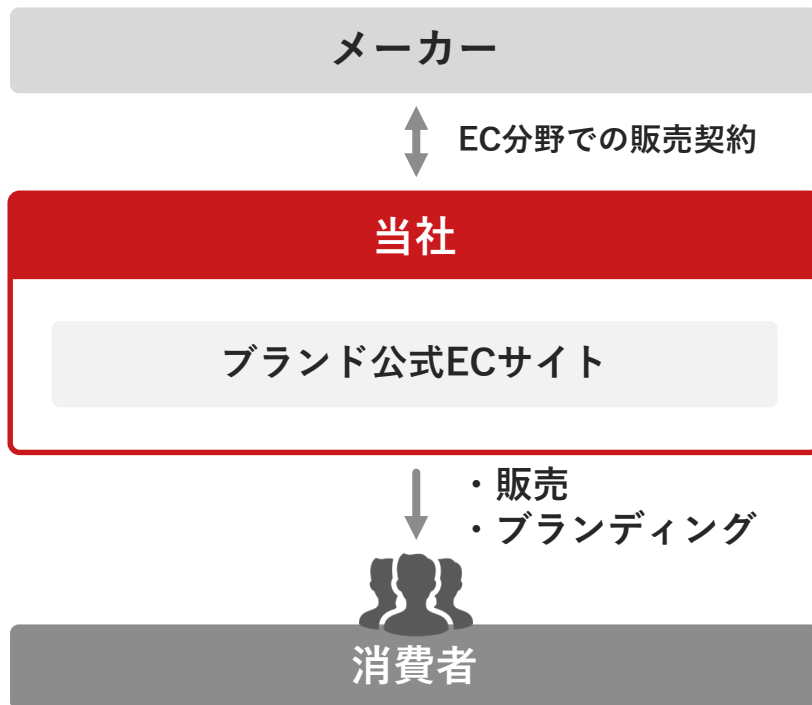 メーカー
EC分野での販売契約
当社
ブランド公式ECサイト
・販売
・ブランディング
消費者